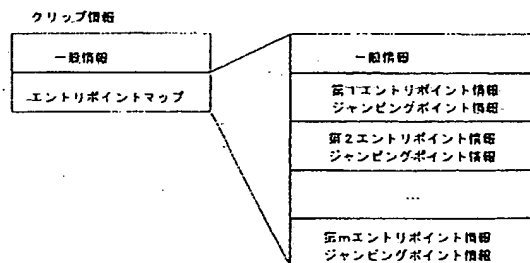 クリップ情報
一般情報
エントリポイントマップ
一般情報
第1エントリポイント情報
ジャンピングポイント情報
第2エントリポイント情報
ジャンピングポイント情報
...
第mエントリポイント情報
ジャンピングポイント情報